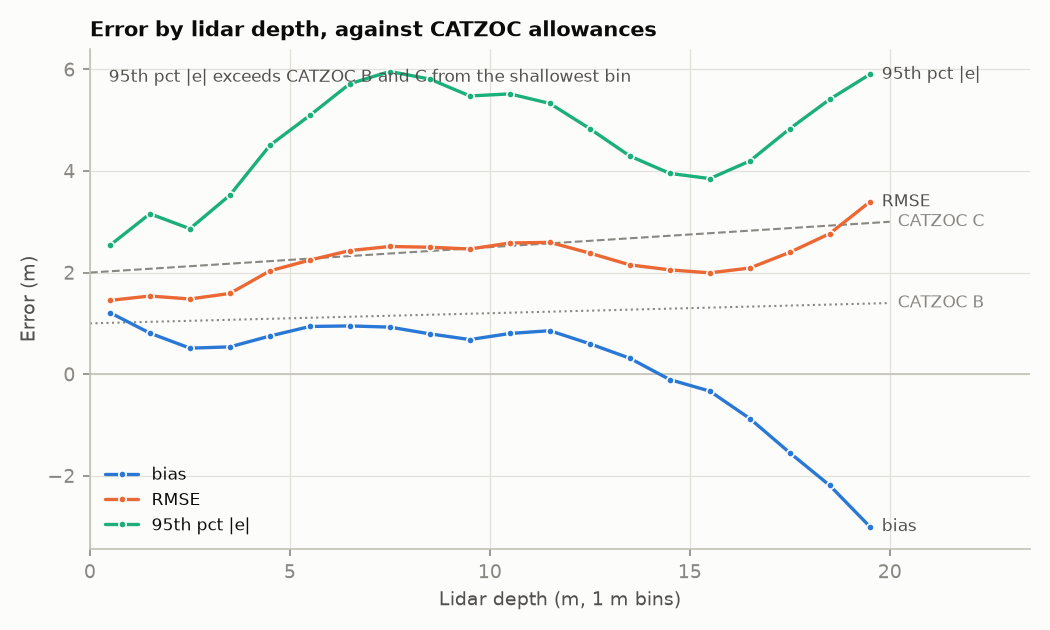 Error by lidar depth, against CATZOC allowances
95th pct |e| exceeds CATZOC B and C from the shallowest bin
95th pct |e|
RMSE
CATZOC C
CATZOC B
bias
Error (m)
6
4
2
0
−2
bias
RMSE
95th pct |e|
0
5
10
15
20
Lidar depth (m, 1 m bins)